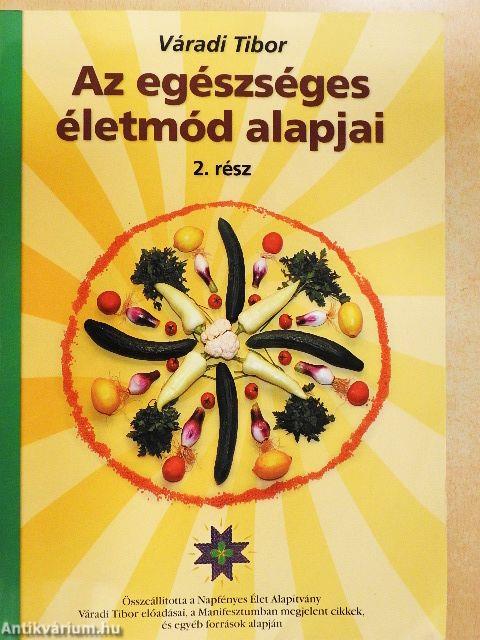 Váradi Tibor
Az egészséges
életmód alapjai
2. rész
Összeállította a Napfényes Élet Alapítvány
Váradi Tibor előadásai, a Manifesztumban megjelent cikkek,
és egyéb források alapján
Antikvárium.hu